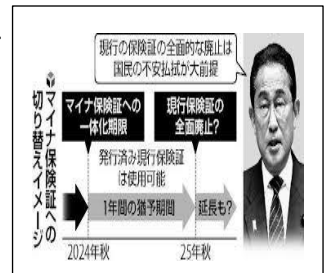 現行の保険証の全面的な廃止は
国民の不安払拭が大前提
マイナ保険証への
切り替えイメージ
マイナ保険証への
一体化期限
現行保険証の
全面廃止?
発行済み現行保険証
は使用可能
1年間の猶予期間
延長も?
2024年秋
25年秋